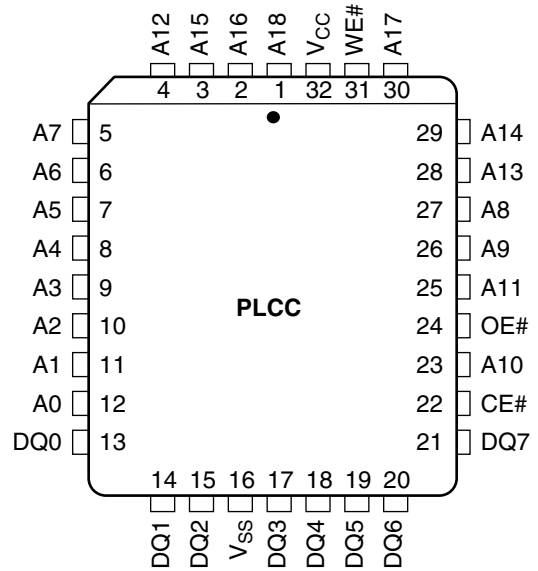 A12 A15 A16 A18 VCC WE# A17
4 3 2 1 32 31 30
A7 5 29 A14
A6 6 28 A13
A5 7 27 A8
A4 8 26 A9
A3 9 25 A11
PLCC
A2 10 24 OE#
A1 11 23 A10
A0 12 22 CE#
DQ0 13 21 DQ7
14 15 16 17 18 19 20
DQ1 DQ2 VSS DQ3 DQ4 DQ5 DQ6